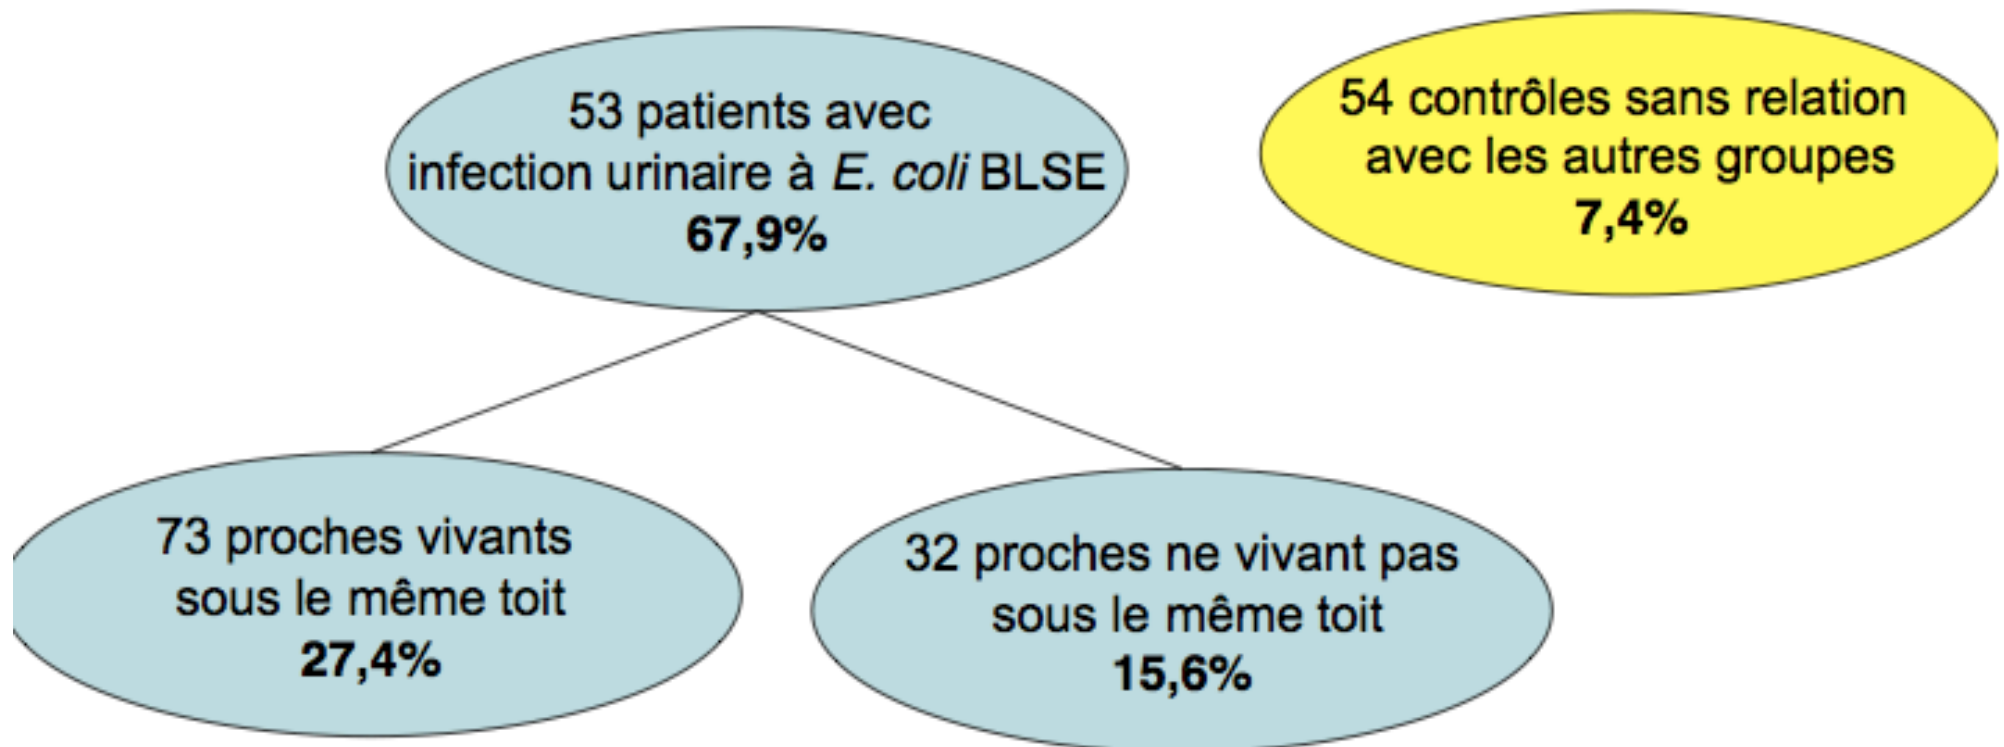 53 patients avec
infection urinaire à E. coli BLSE
67,9%
54 contrôles sans relation
avec les autres groupes
7,4%
73 proches vivants
sous le même toit
27,4%
32 proches ne vivant pas
sous le même toit
15,6%